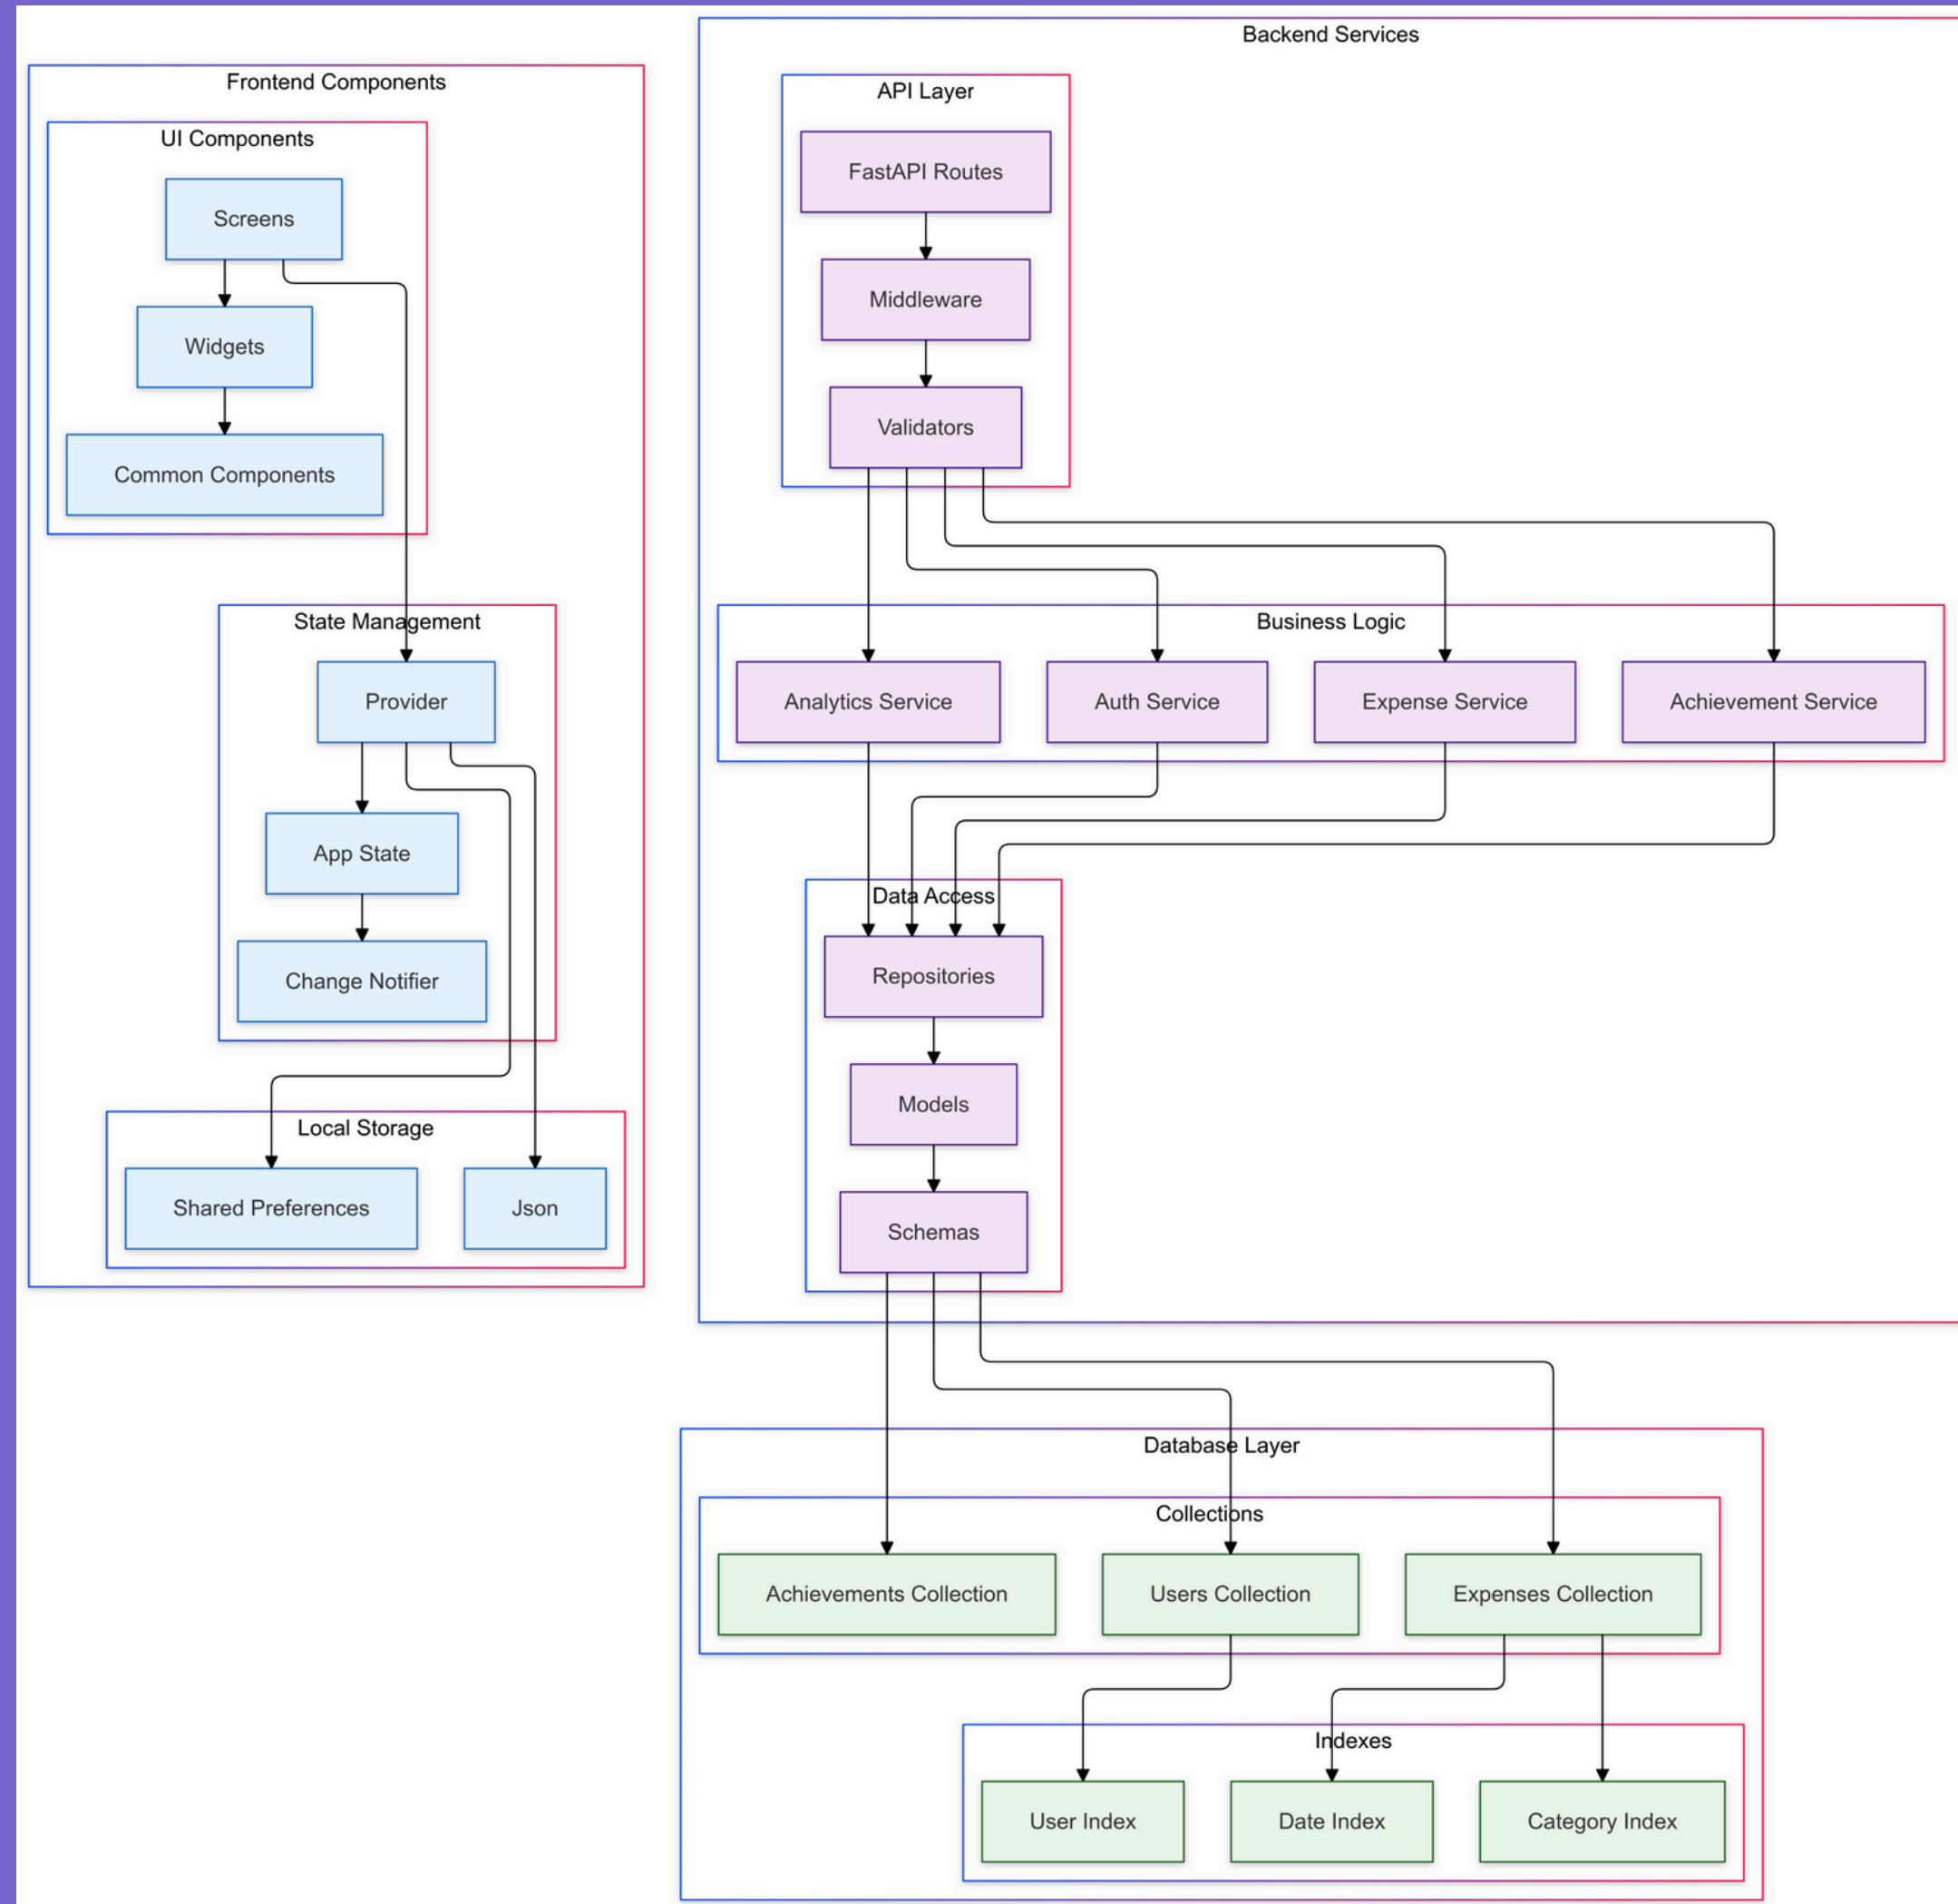 Frontend Components
UI Components
Screens
Widgets
Common Components
State Management
Provider
App State
Change Notifier
Local Storage
Shared Preferences
Json
Backend Services
API Layer
FastAPI Routes
Middleware
Validators
Business Logic
Analytics Service
Auth Service
Expense Service
Achievement Service
Data Access
Repositories
Models
Schemas
Database Layer
Collections
Achievements Collection
Users Collection
Expenses Collection
Indexes
User Index
Date Index
Category Index